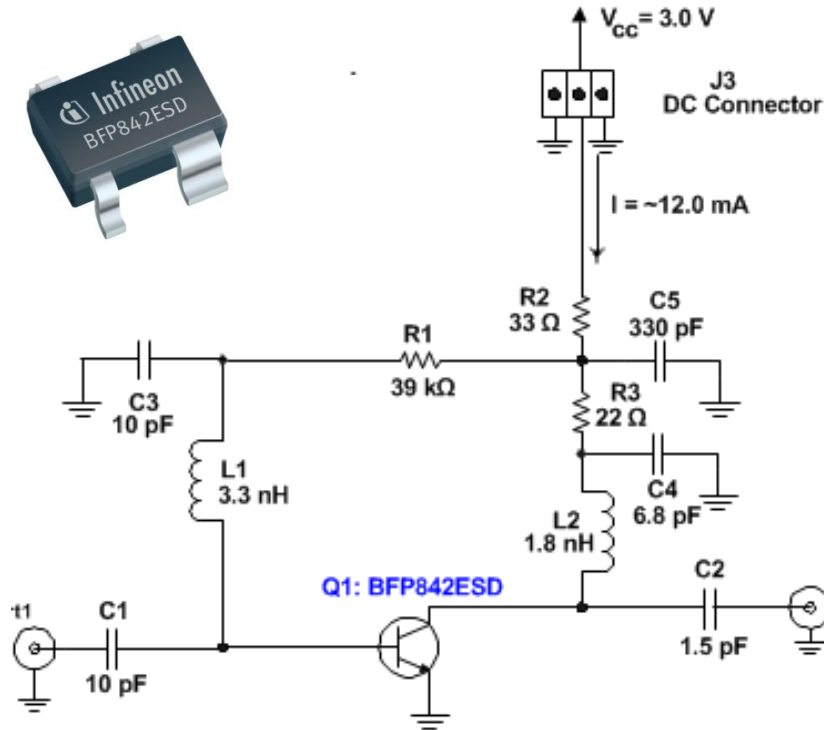 Infineon
BFP842ESD
Vcc = 3.0 V
J3
DC Connector
I = ~12.0 mA
R2
33 Ω
C5
330 pF
R1
39 kΩ
C3
10 pF
R3
22 Ω
L1
3.3 nH
C4
6.8 pF
L2
1.8 nH
Q1: BFP842ESD
C2
1.5 pF
t1
C1
10 pF